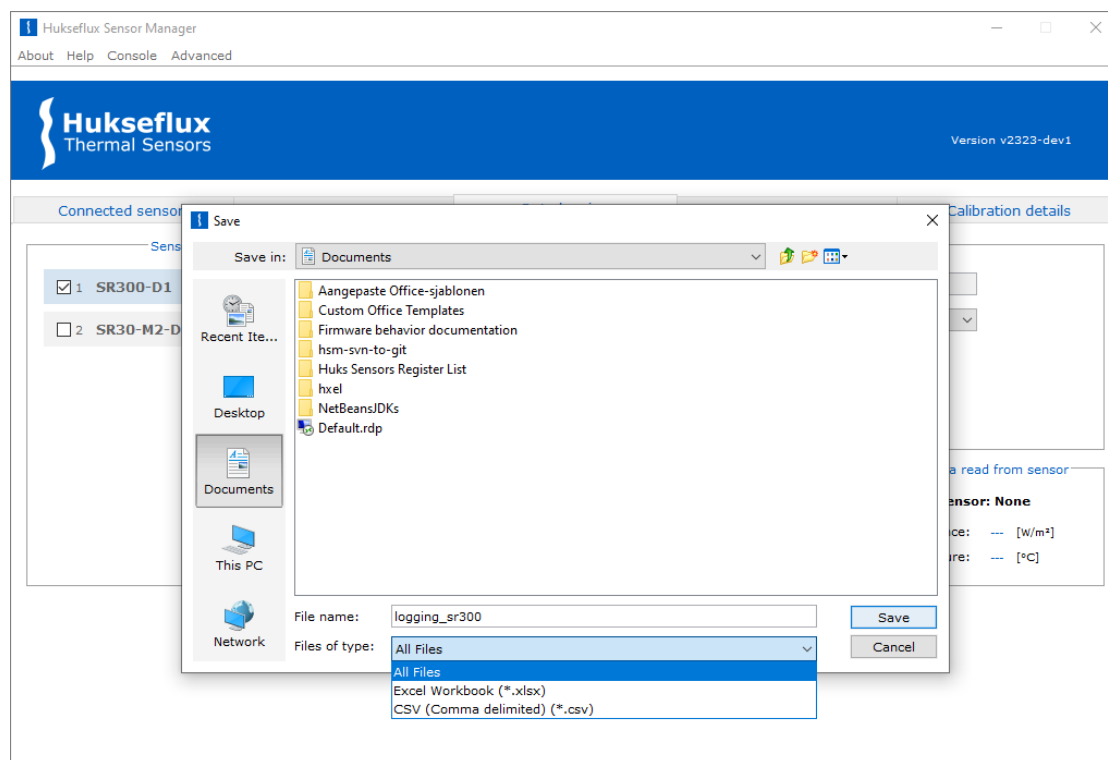 Hukseflux Sensor Manager
About Help Console Advanced
Hukseflux
Thermal Sensors
Version v2323-dev1
Connected sensor
Calibration details
Sens
1 SR300-D1
2 SR30-M2-D
Save
Save in: Documents
Recent Ite...
Desktop
Documents
This PC
Network
Aangepaste Office-sjablonen
Custom Office Templates
Firmware behavior documentation
hsm-svn-to-git
Huks Sensors Register List
hxel
NetBeansJDKs
Default.rdp
File name: logging_sr300 Save
Files of type: All Files Cancel
All Files
Excel Workbook (*.xlsx)
CSV (Comma delimited) (*.csv)
a read from sensor
ensor: None
ce: --- [W/m²]
re: --- [°C]